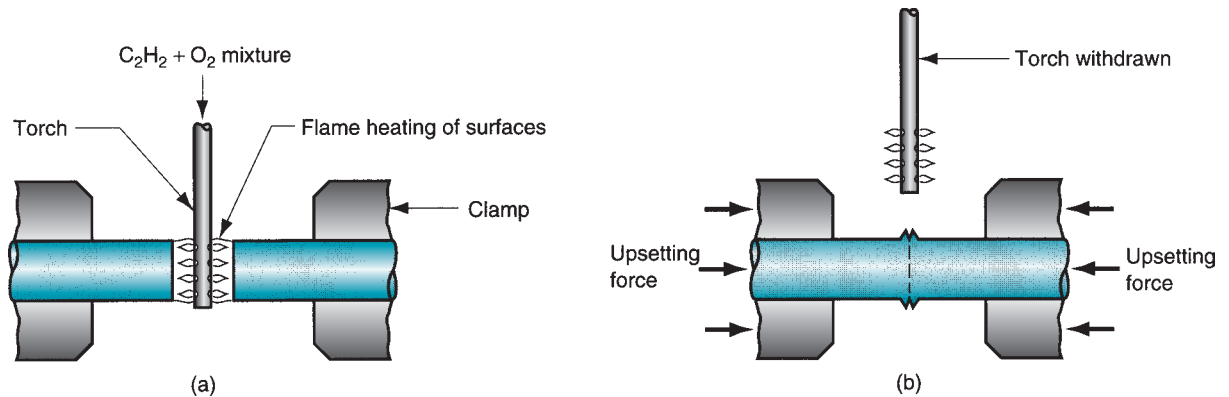 C₂H₂ + O₂ mixture
Torch
Flame heating of surfaces
Clamp
(a)
Torch withdrawn
Upsetting
force
Upsetting
force
(b)